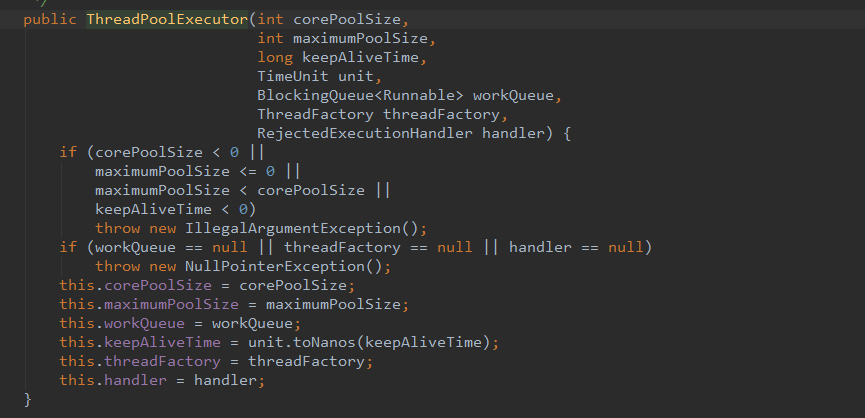 */
public ThreadPoolExecutor(int corePoolSize,
                          int maximumPoolSize,
                          long keepAliveTime,
                          TimeUnit unit,
                          BlockingQueue<Runnable> workQueue,
                          ThreadFactory threadFactory,
                          RejectedExecutionHandler handler) {
    if (corePoolSize < 0 ||
        maximumPoolSize <= 0 ||
        maximumPoolSize < corePoolSize ||
        keepAliveTime < 0)
        throw new IllegalArgumentException();
    if (workQueue == null || threadFactory == null || handler == null)
        throw new NullPointerException();
    this.corePoolSize = corePoolSize;
    this.maximumPoolSize = maximumPoolSize;
    this.workQueue = workQueue;
    this.keepAliveTime = unit.toNanos(keepAliveTime);
    this.threadFactory = threadFactory;
    this.handler = handler;
}